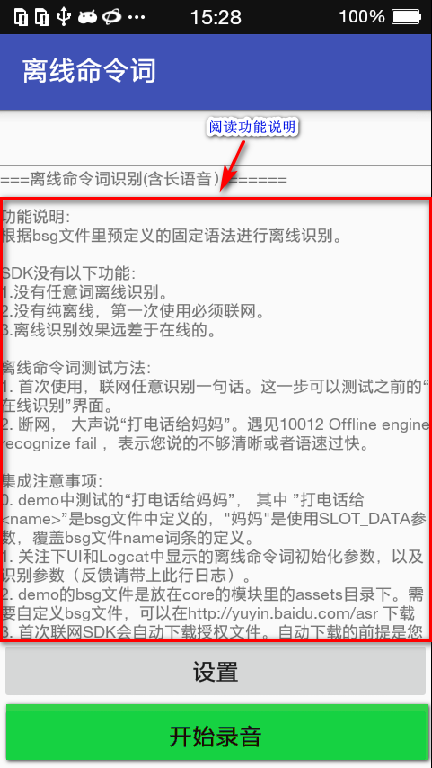 15:28
100%
离线命令词
阅读功能说明
===离线命令词识别(含长语音)======
功能说明:
根据bsg文件里预定义的固定语法进行离线识别。
SDK没有以下功能:
1.没有任意词离线识别。
2.没有纯离线，第一次使用必须联网。
3.离线识别效果远差于在线的。
离线命令词测试方法:
1. 首次使用，联网任意识别一句话。这一步可以测试之前的“
在线识别”界面。
2. 断网， 大声说“打电话给妈妈”。遇见10012 Offline engine
recognize fail ，表示您说的不够清晰或者语速过快。
集成注意事项:
0. demo中测试的“打电话给妈妈”， 其中 ”打电话给
<name>”是bsg文件中定义的，"妈妈"是使用SLOT_DATA参
数，覆盖bsg文件name词条的定义。
1. 关注下UI和Logcat中显示的离线命令词初始化参数，以及
识别参数（反馈请带上此行日志）。
2. demo的bsg文件是放在core的模块里的assets目录下。需
要自定义bsg文件，可以在http://yuyin.baidu.com/asr 下载
3. 首次联网SDK会自动下载授权文件。自动下载的前提是您
设置
开始录音